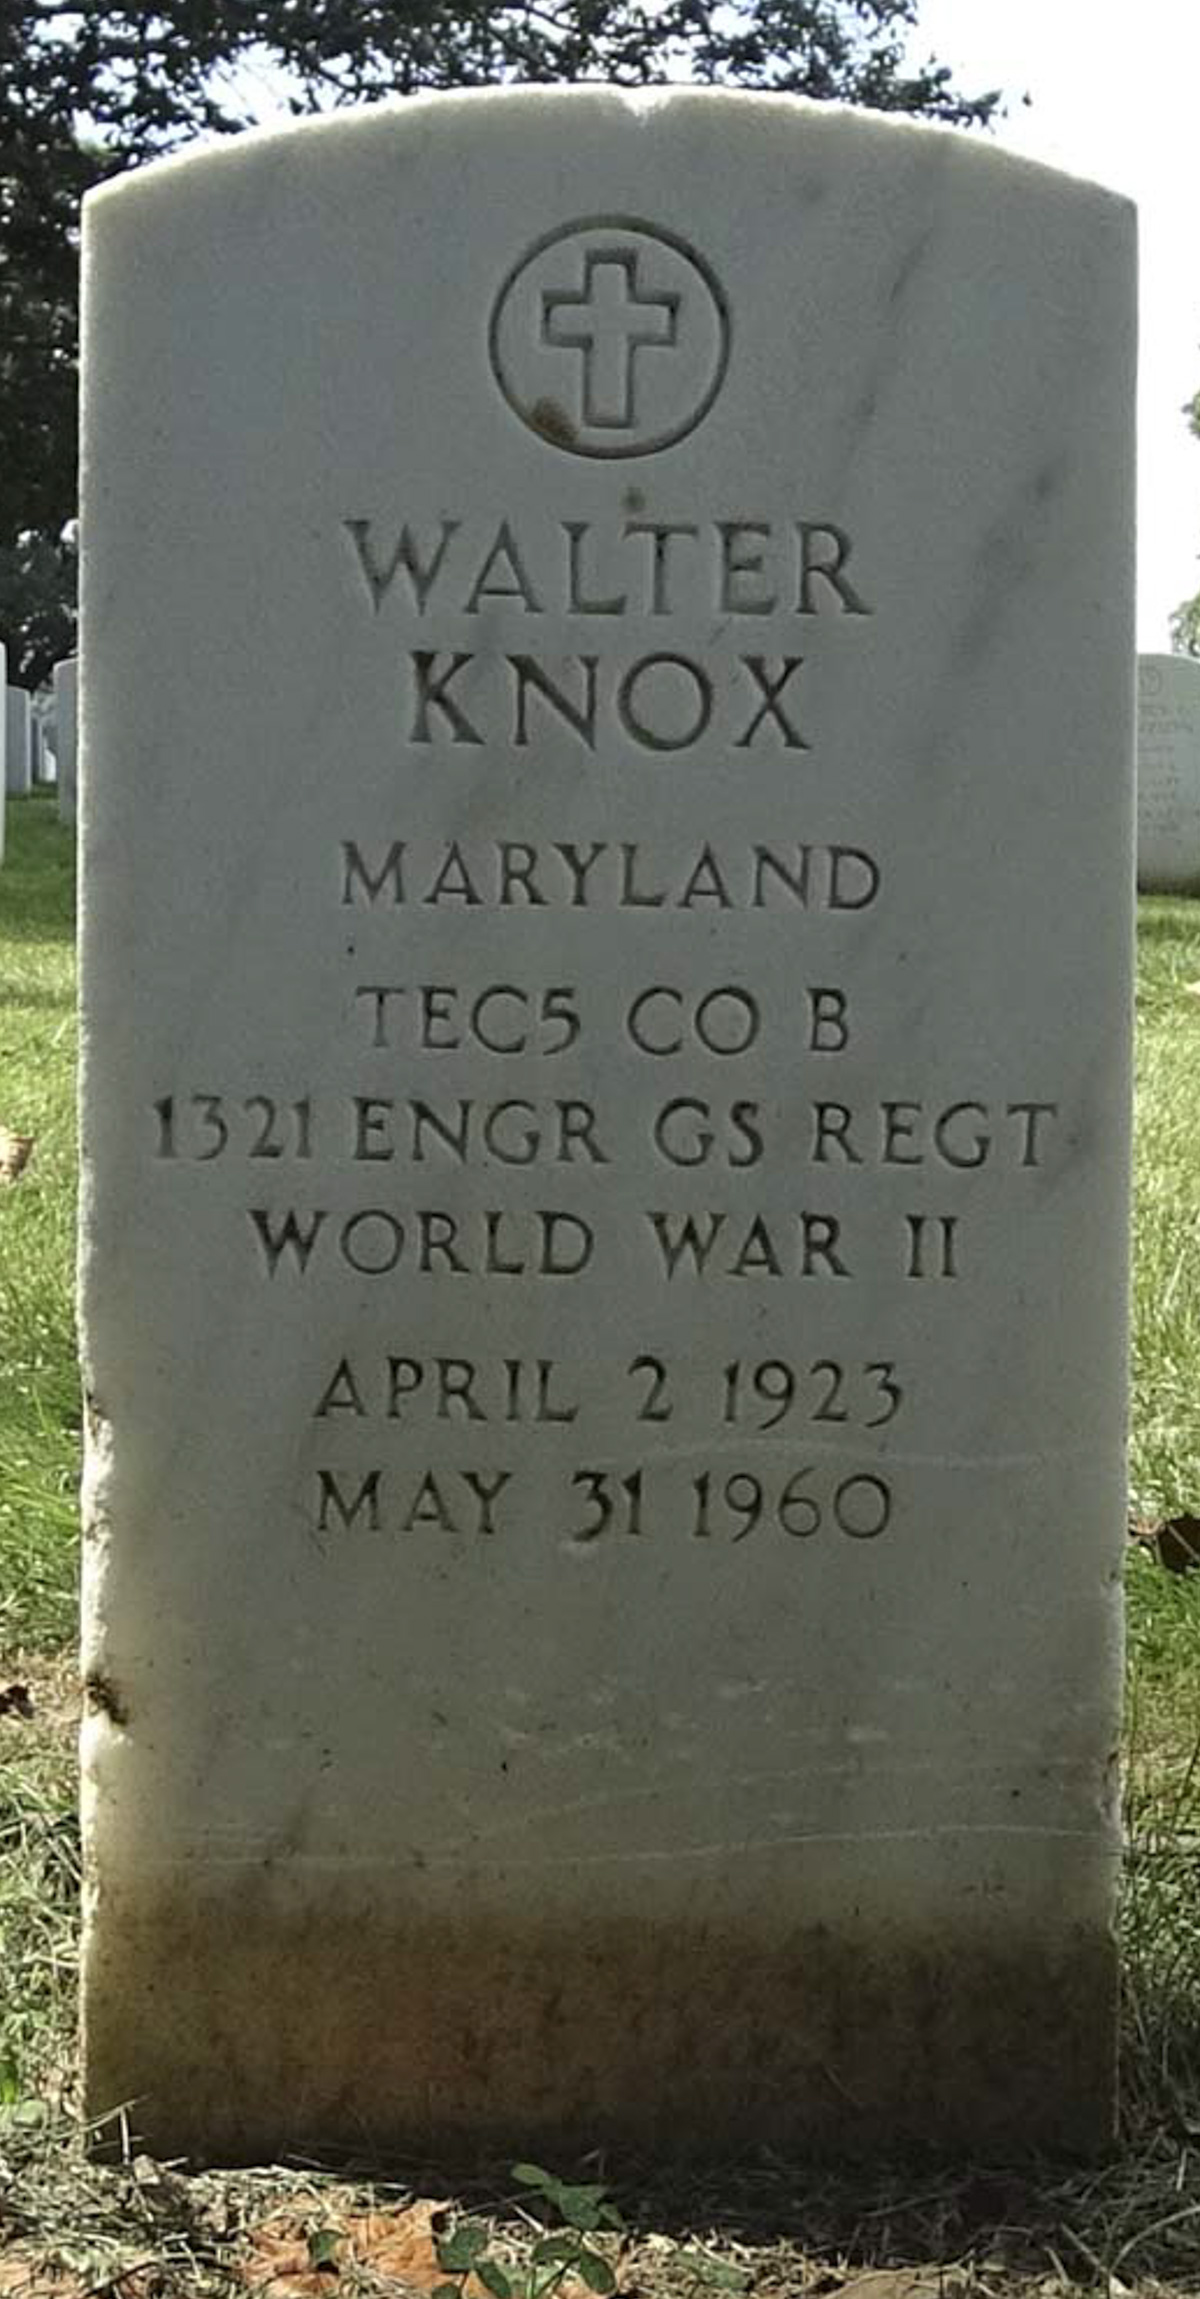 WALTER
KNOX
MARYLAND
TEC5 CO B
1321 ENGR GS REGT
WORLD WAR II
APRIL 2 1923
MAY 31 1960